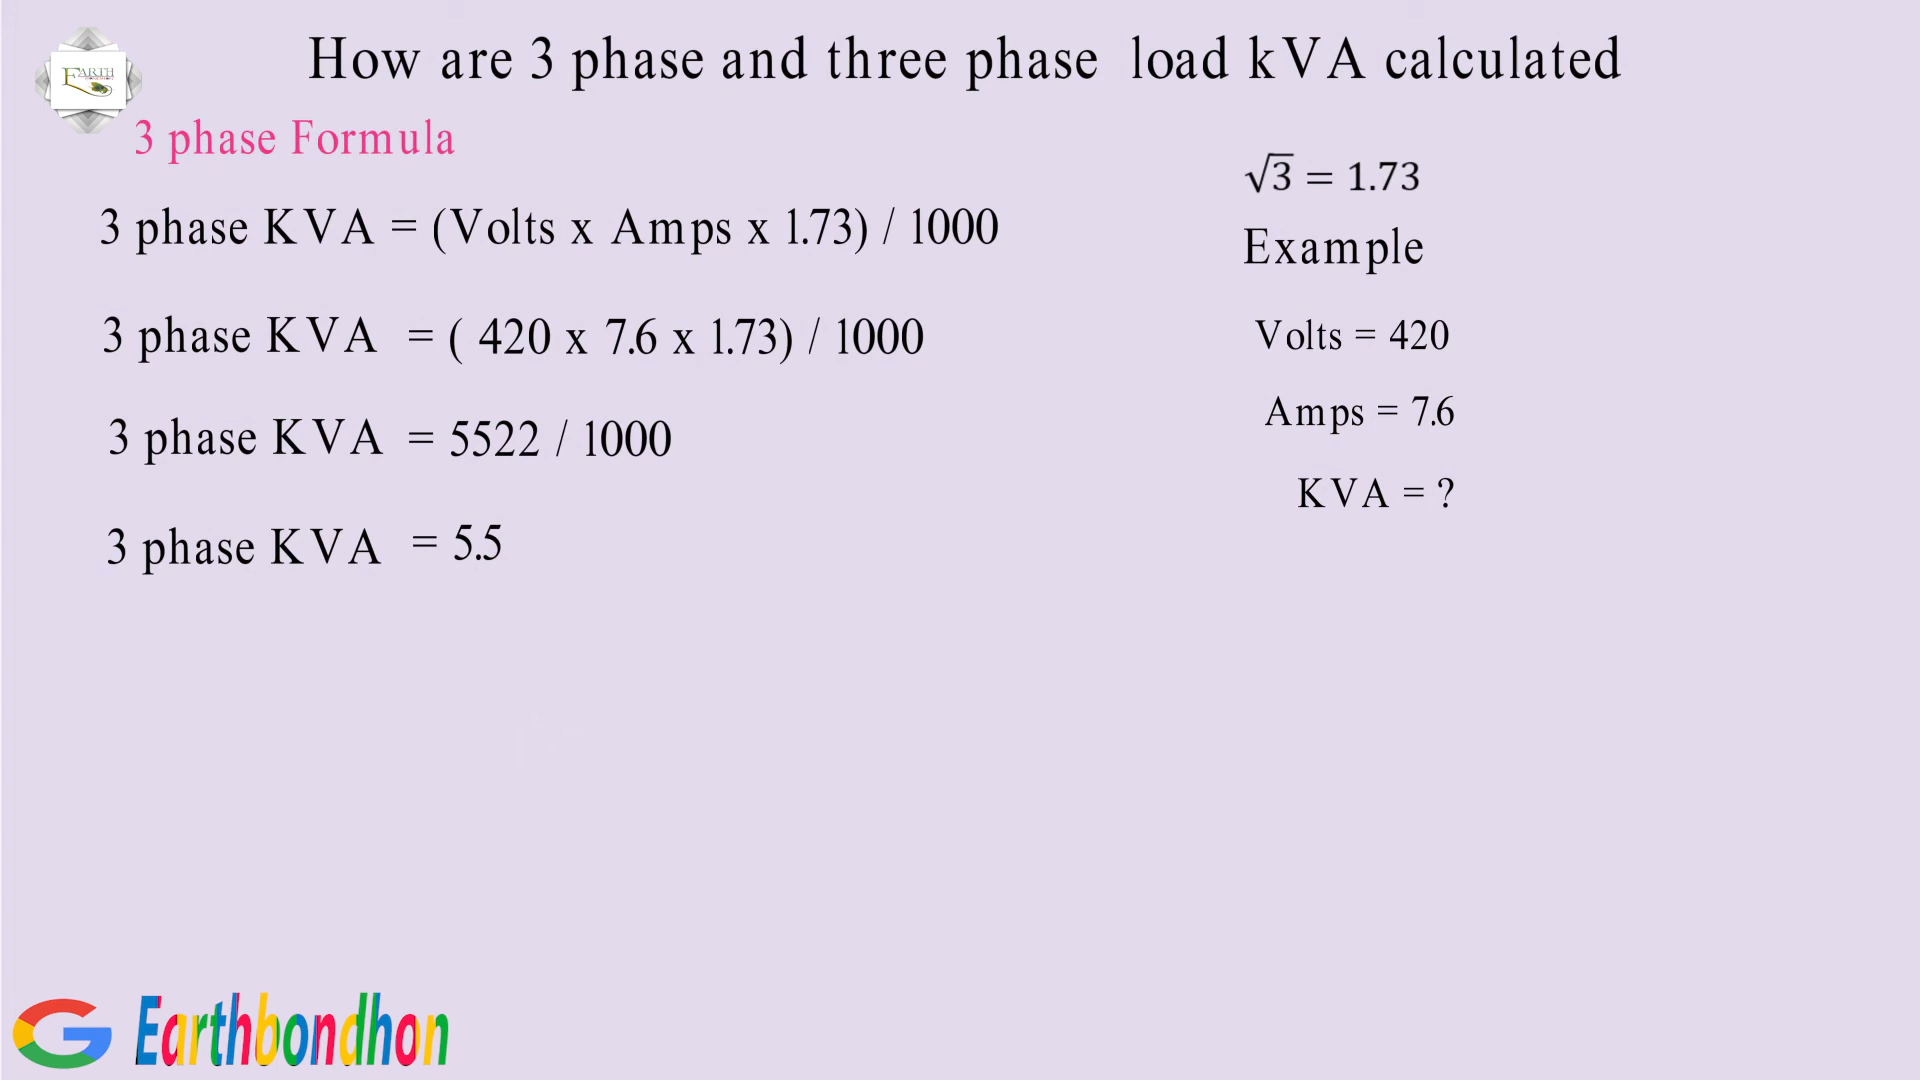 How are 3 phase and three phase load kVA calculated
EARTH
3 phase Formula
3 phase KVA = (Volts x Amps x 1.73) / 1000
3 phase KVA = ( 420 x 7.6 x 1.73) / 1000
3 phase KVA = 5522 / 1000
3 phase KVA = 5.5
√3 = 1.73
Example
Volts = 420
Amps = 7.6
KVA = ?
G Earthbondhon